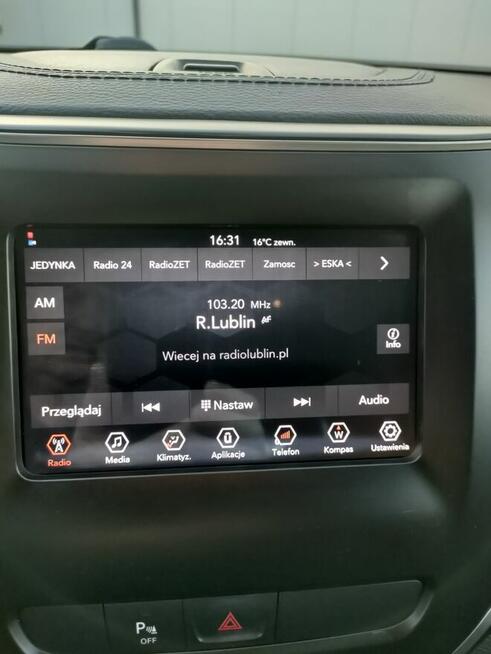 16:31 16°C zewn.
JEDYNKA Radio 24 RadioZET RadioZET Zamosc > ESKA <
AM 103.20 MHz
R.Lublin AF
FM
Info
Wiecej na radiolublin.pl
Przeglądaj Nastaw Audio
W
Radio Media Klimatyz. Aplikacje Telefon Kompas Ustawienia
P
OFF